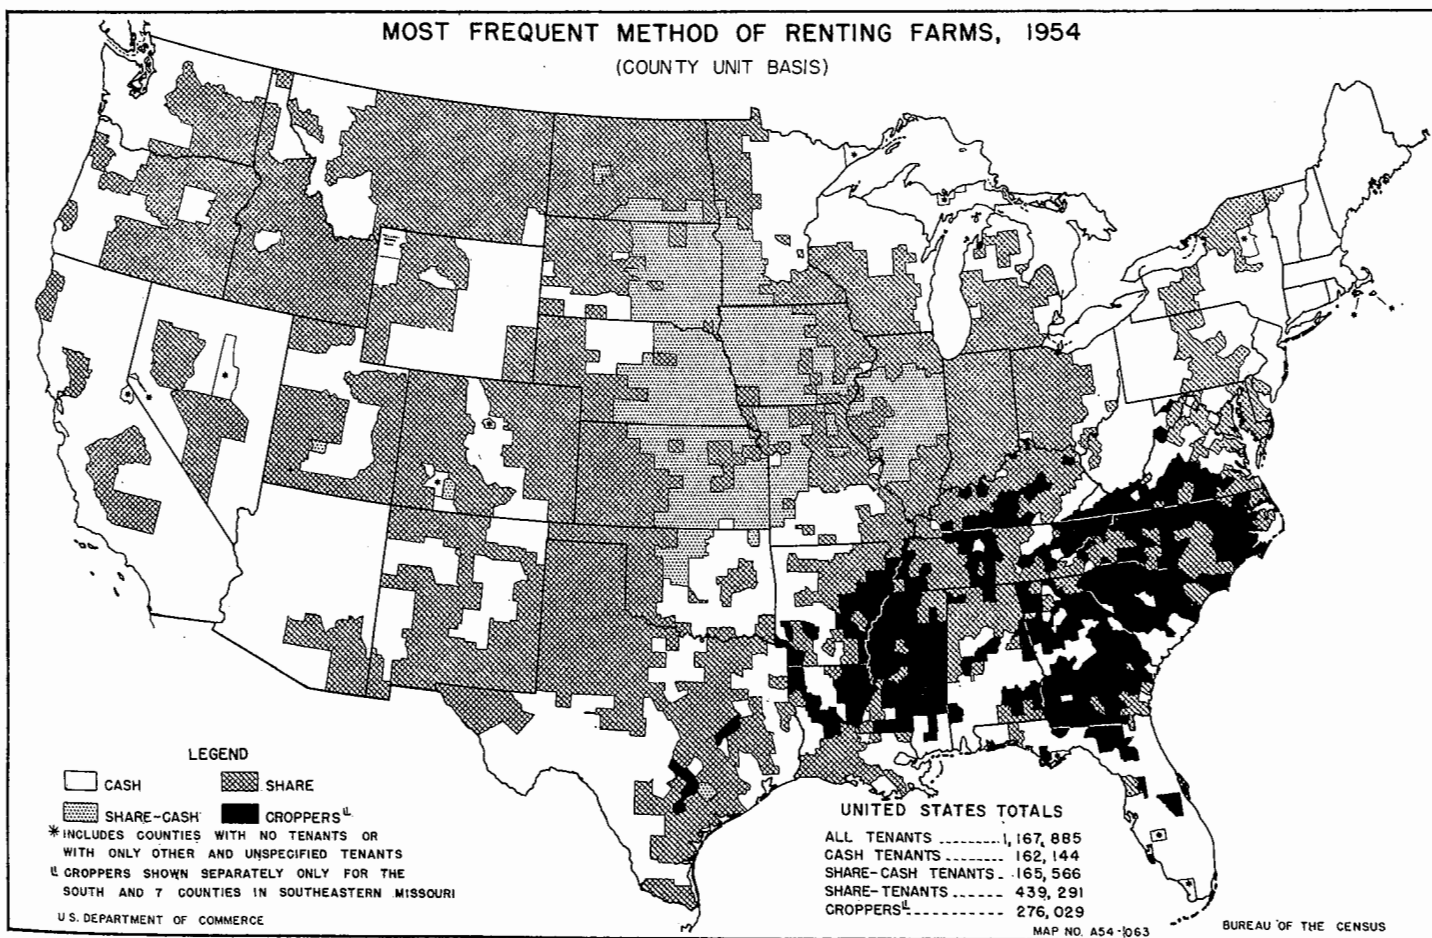 MOST FREQUENT METHOD OF RENTING FARMS, 1954
(COUNTY UNIT BASIS)
LEGEND
CASH
SHARE
SHARE-CASH
CROPPERS 1/
* INCLUDES COUNTIES WITH NO TENANTS OR
WITH ONLY OTHER AND UNSPECIFIED TENANTS
1/ CROPPERS SHOWN SEPARATELY ONLY FOR THE
SOUTH AND 7 COUNTIES IN SOUTHEASTERN MISSOURI
U.S. DEPARTMENT OF COMMERCE
UNITED STATES TOTALS
ALL TENANTS -------- 1,167,885
CASH TENANTS -------- 162,144
SHARE-CASH TENANTS - 165,566
SHARE-TENANTS ------ 439,291
CROPPERS 1/ ---------- 276,029
MAP NO. A54-1063
BUREAU OF THE CENSUS